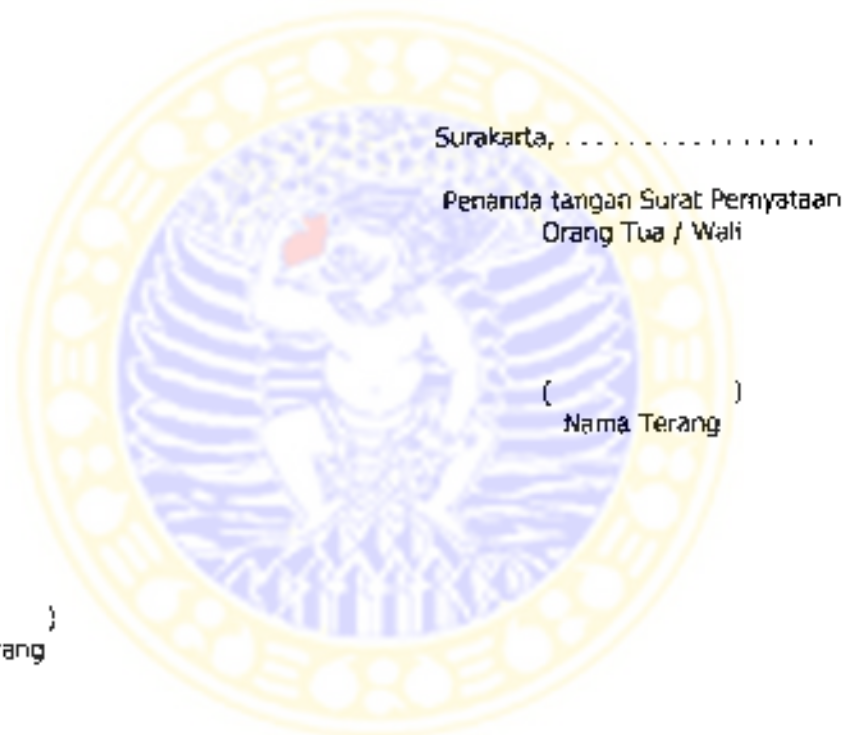 Surakarta, . . . . . . . . . . . . . . . . .
Penanda tangan Surat Pernyataan
Orang Tua / Wali
( )
Nama Terang
)